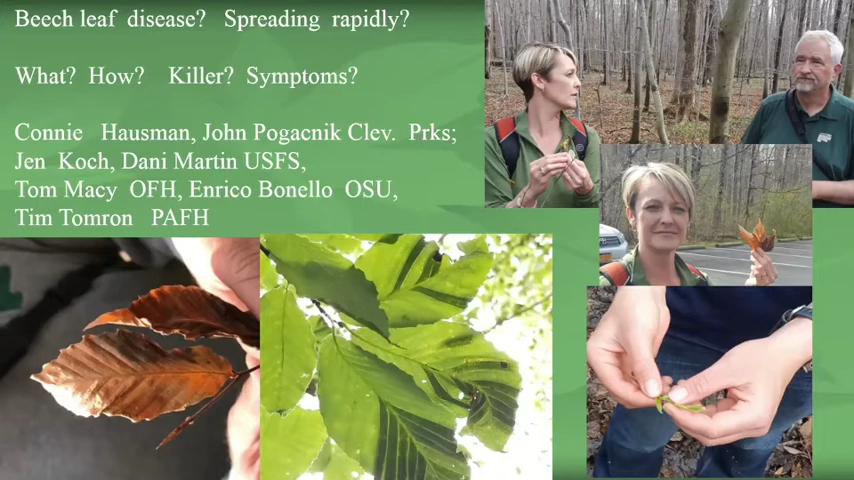 Beech leaf disease? Spreading rapidly?
What? How? Killer? Symptoms?
Connie Hausman, John Pogacnik Clev. Prks;
Jen Koch, Dani Martin USFS,
Tom Macy OFH, Enrico Bonello OSU,
Tim Tomron PAFH